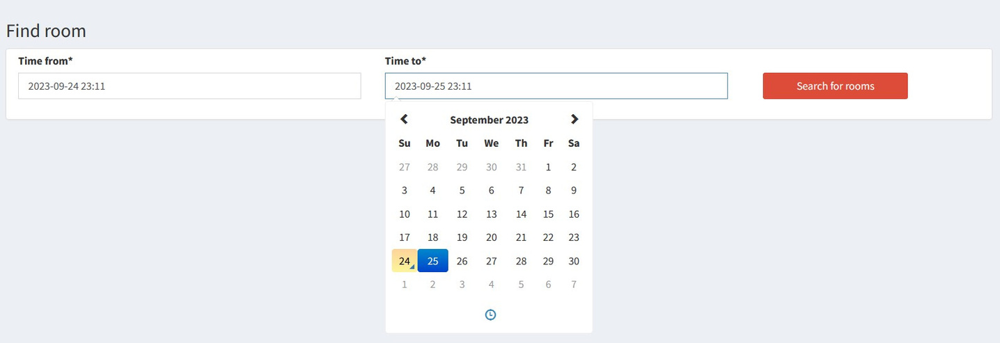 Find room
Time from*
Time to*
2023-09-24 23:11
2023-09-25 23:11
Search for rooms
September 2023
Su Mo Tu We Th Fr Sa
27 28 29 30 31 1 2
3 4 5 6 7 8 9
10 11 12 13 14 15 16
17 18 19 20 21 22 23
24 25 26 27 28 29 30
1 2 3 4 5 6 7